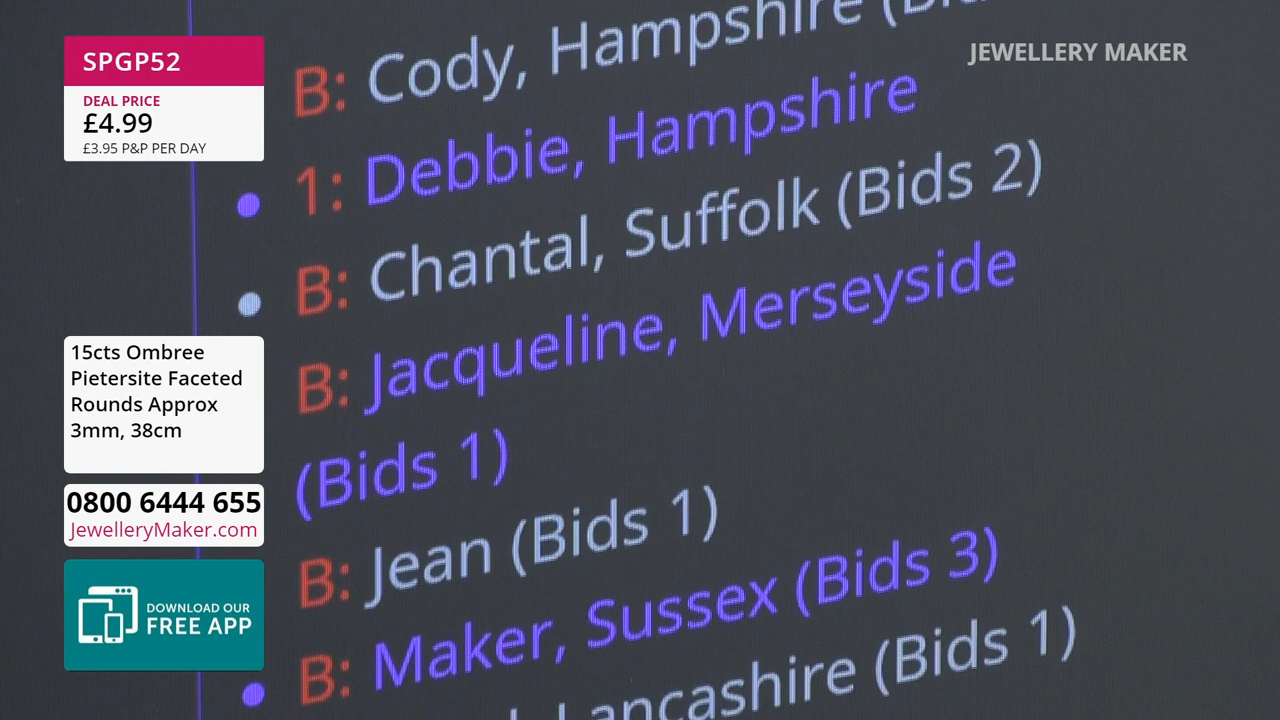 SPGP52
DEAL PRICE
£4.99
£3.95 P&P PER DAY
JEWELLERY MAKER
B: Cody, Hampshire
1: Debbie, Hampshire
B: Chantal, Suffolk (Bids 2)
B: Jacqueline, Merseyside
(Bids 1)
B: Jean (Bids 1)
B: Maker, Sussex (Bids 3)
Lancashire (Bids 1)
15cts Ombree
Pietersite Faceted
Rounds Approx
3mm, 38cm
0800 6444 655
JewelleryMaker.com
DOWNLOAD OUR
FREE APP